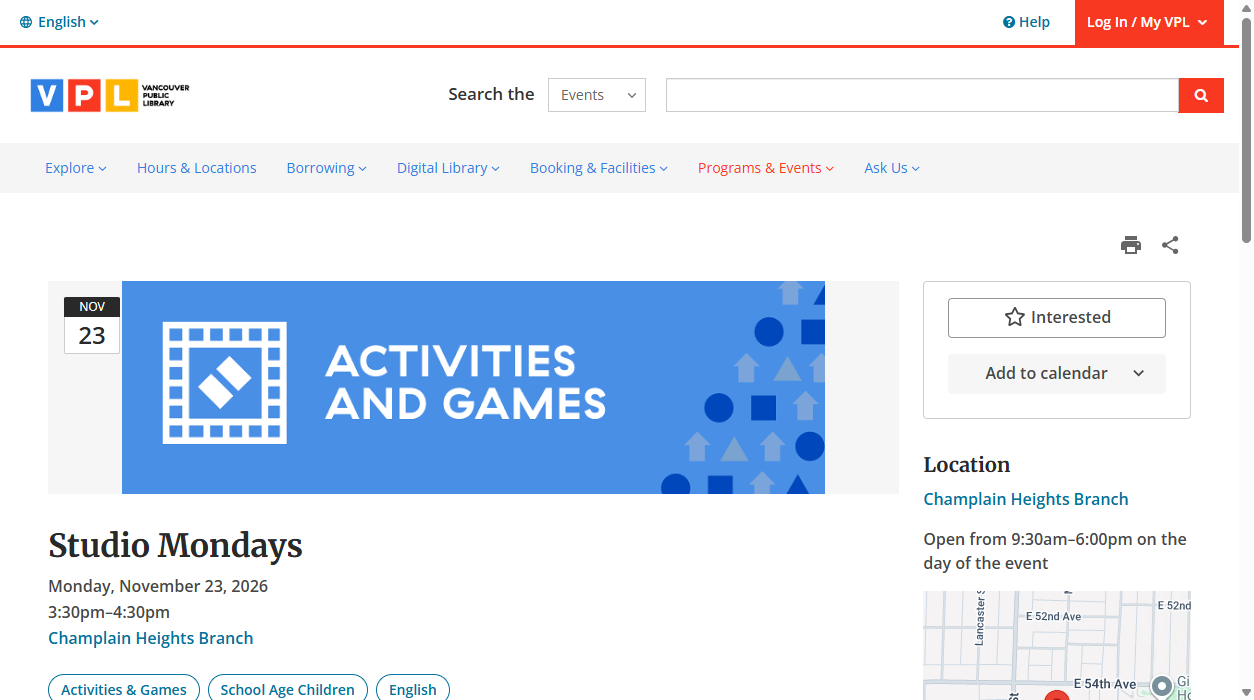 English
Help
Log In / My VPL
V P L VANCOUVER
PUBLIC
LIBRARY
Search the
Events
Explore
Hours & Locations
Borrowing
Digital Library
Booking & Facilities
Programs & Events
Ask Us
NOV
23
ACTIVITIES
AND GAMES
Interested
Add to calendar
Location
Champlain Heights Branch
Open from 9:30am–6:00pm on the
day of the event
Studio Mondays
Monday, November 23, 2026
3:30pm–4:30pm
Champlain Heights Branch
Activities & Games
School Age Children
English
E 52nd
E 52nd Ave
Lancaster S
E 54th Ave
Gi